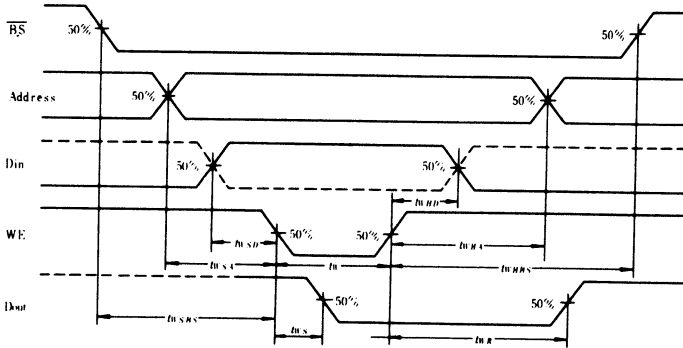 BS 50% 50%
Address 50% 50%
Din 50% 50%
tWHD
WE 50% 50%
tWSD tWHA
tWSA tW tWHBS
Dout 50% 50%
tWSBS tWS tWR